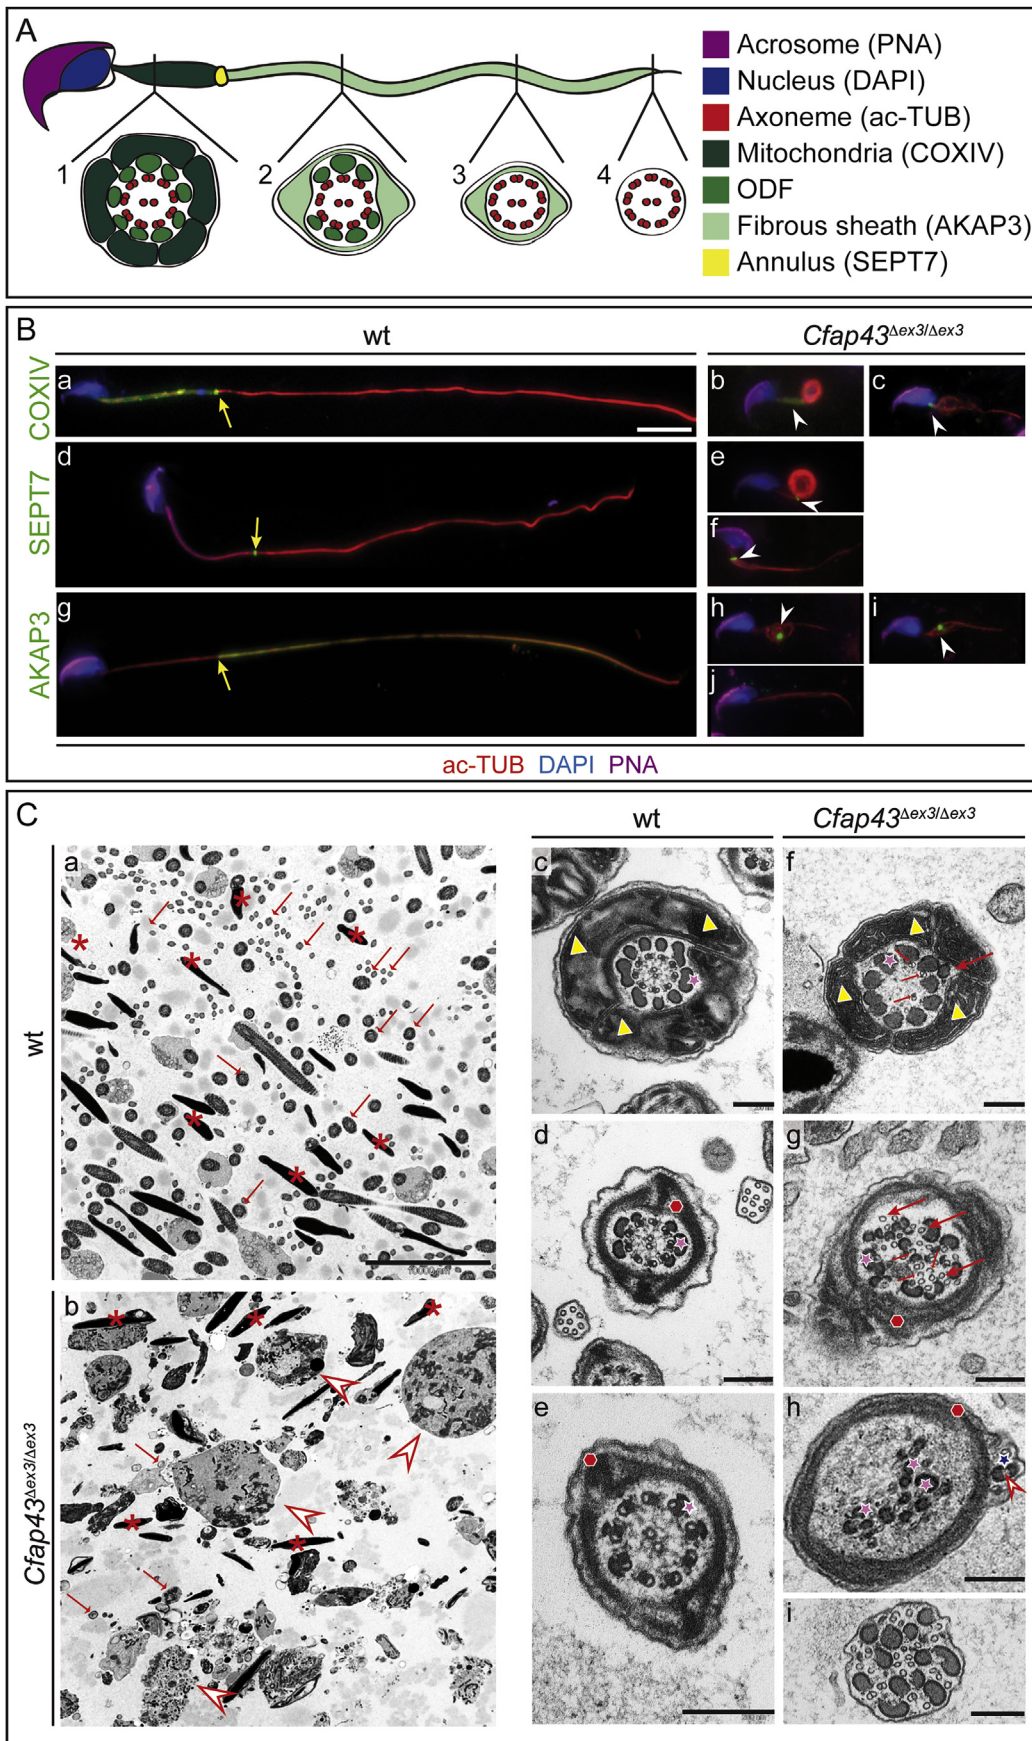 A
Acrosome (PNA)
Nucleus (DAPI)
Axoneme (ac-TUB)
Mitochondria (COXIV)
ODF
Fibrous sheath (AKAP3)
Annulus (SEPT7)
1
2
3
4
B
wt
Cfap43Δex3/Δex3
COXIV
a
b
c
SEPT7
d
e
f
AKAP3
g
h
i
j
ac-TUB DAPI PNA
C
wt
Cfap43Δex3/Δex3
wt
a
c
f
d
g
Cfap43Δex3/Δex3
b
e
h
i